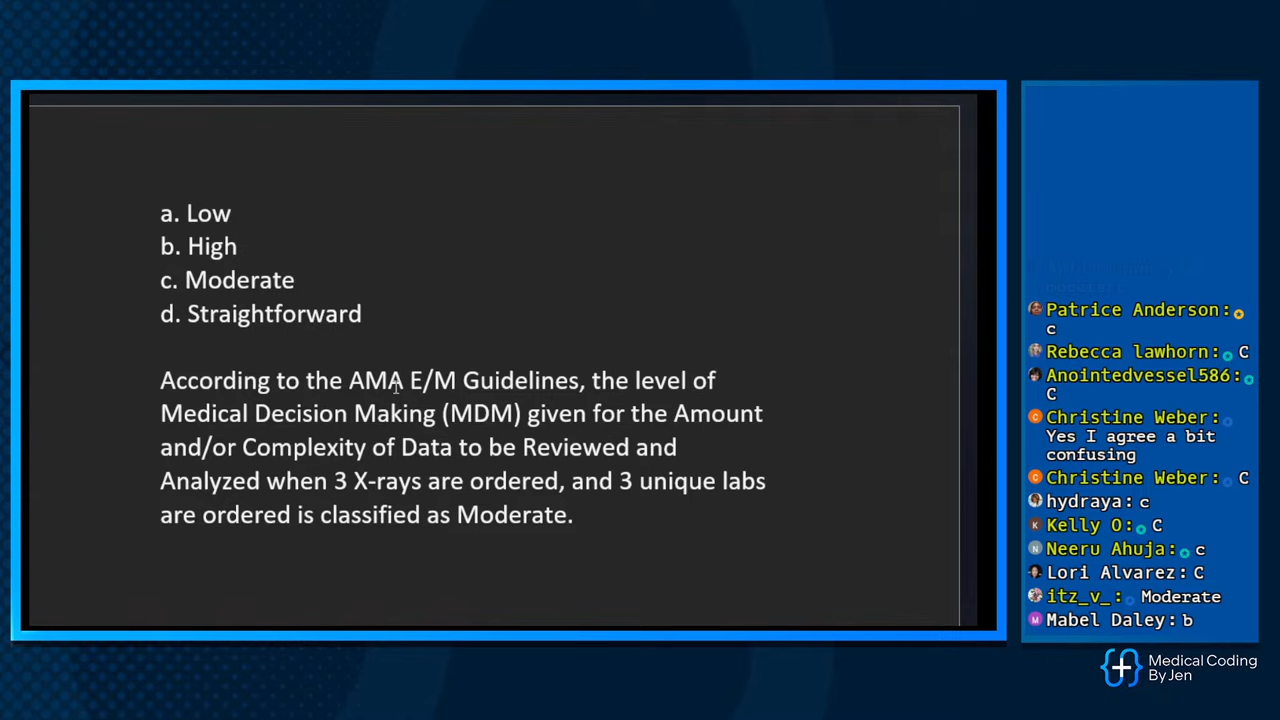 a. Low
b. High
c. Moderate
d. Straightforward
According to the AMA E/M Guidelines, the level of
Medical Decision Making (MDM) given for the Amount
and/or Complexity of Data to be Reviewed and
Analyzed when 3 X-rays are ordered, and 3 unique labs
are ordered is classified as Moderate.
Patrice Anderson:
c
Rebecca lawhorn: C
Anointedvessel586:
C
Christine Weber:
Yes I agree a bit
confusing
Christine Weber: C
hydraya: c
K Kelly O: C
N Neeru Ahuja: c
Lori Alvarez: C
itz_v_: Moderate
M Mabel Daley: b
Medical Coding
By Jen